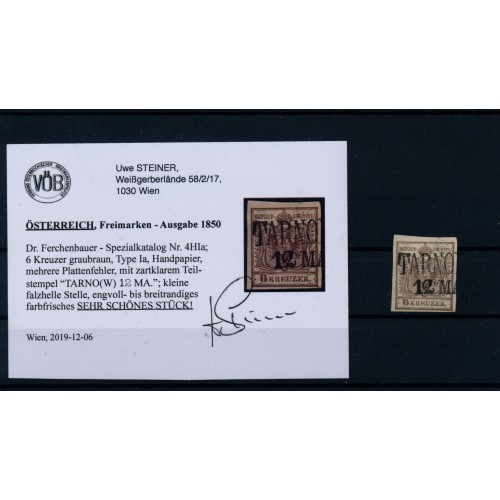 VÖB
Uwe STEINER,
Weißgerberlände 58/2/17,
1030 Wien
ÖSTERREICH, Freimarken - Ausgabe 1850
Dr. Ferchenbauer - Spezialkatalog Nr. 4HIa;
6 Kreuzer graubraun, Type Ia, Handpapier,
mehrere Plattenfehler, mit zartklarem Teil-
stempel "TARNO(W) 12 MA."; kleine
falzhelle Stelle, engvoll- bis breitrandiges
farbfrisches SEHR SCHÖNES STÜCK!
Wien, 2019-12-06
TARNO
12 MA
6 KREUZER
TARNO
12 M
6 KREUZER